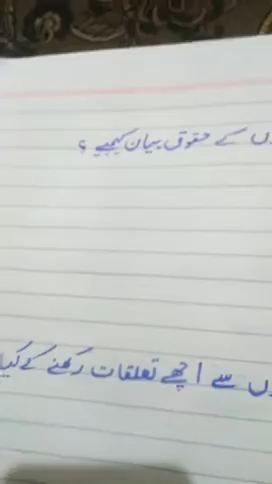 کے حقوق بیان کیجیے ؟
سے اچھے تعلقات رکھنے کے کیا